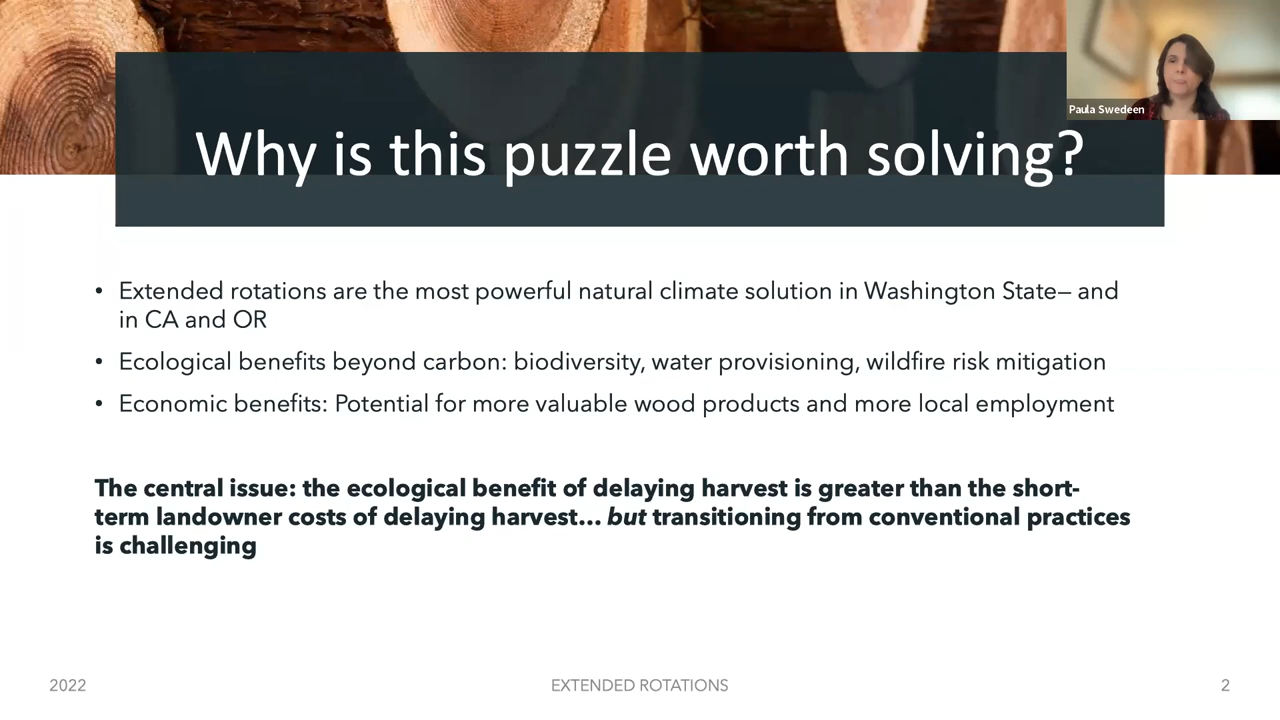 Paula Swedeen
Why is this puzzle worth solving?
• Extended rotations are the most powerful natural climate solution in Washington State– and
in CA and OR
• Ecological benefits beyond carbon: biodiversity, water provisioning, wildfire risk mitigation
• Economic benefits: Potential for more valuable wood products and more local employment
The central issue: the ecological benefit of delaying harvest is greater than the short-
term landowner costs of delaying harvest... but transitioning from conventional practices
is challenging
2022
EXTENDED ROTATIONS
2